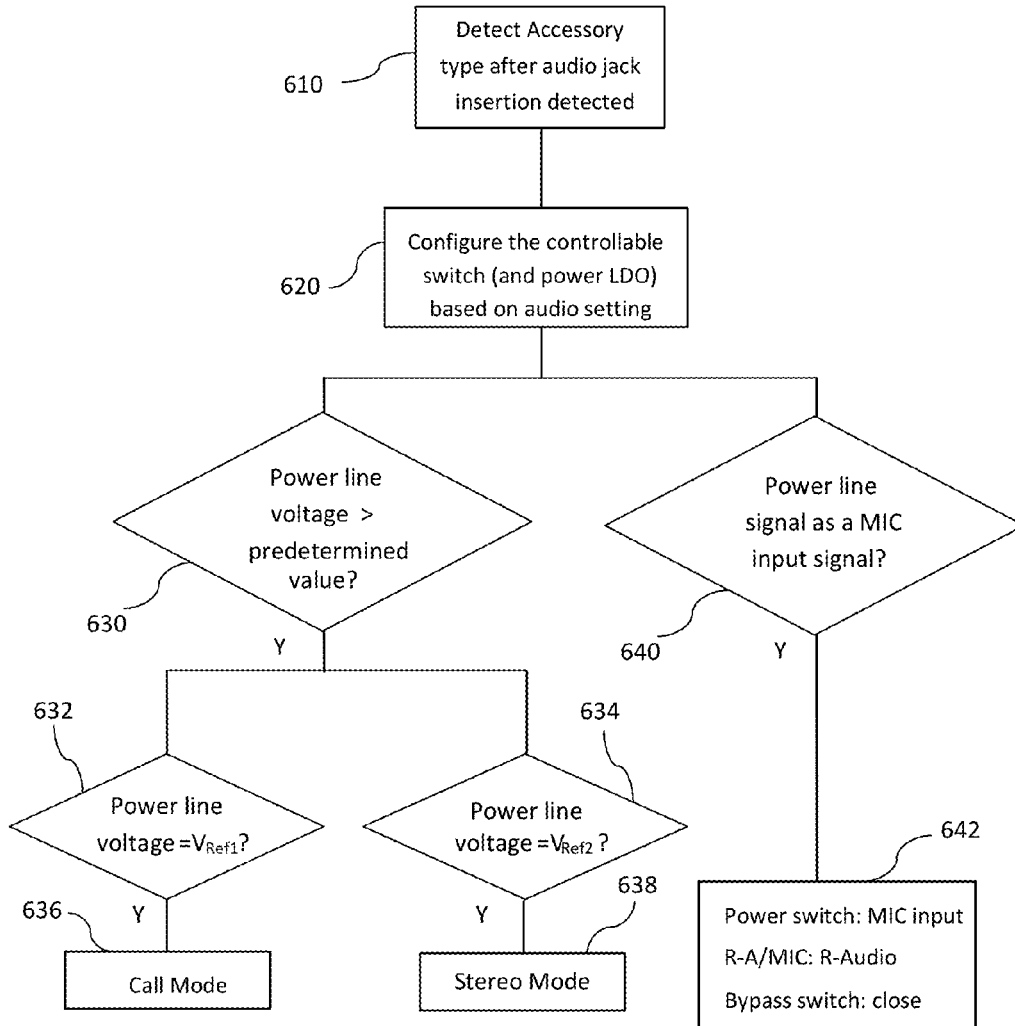 Detect Accessory
type after audio jack
insertion detected
610
Configure the controllable
switch (and power LDO)
based on audio setting
620
Power line
voltage >
predetermined
value?
630
Y
Power line
signal as a MIC
input signal?
640
Y
632
Power line
voltage =VRef1?
Y
634
Power line
voltage =VRef2 ?
Y
636
Call Mode
638
Stereo Mode
642
Power switch: MIC input
R-A/MIC: R-Audio
Bypass switch: close